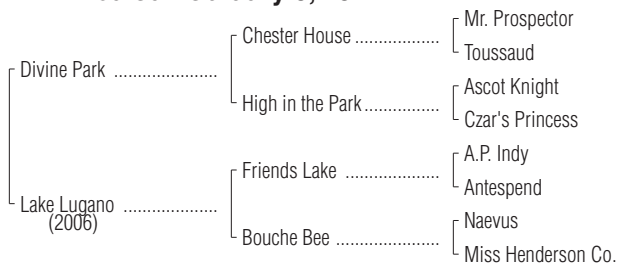 Chester House
Mr. Prospector
Toussaud
Divine Park
High in the Park
Ascot Knight
Czar's Princess
Friends Lake
A.P. Indy
Antespend
Lake Lugano
(2006)
Bouche Bee
Naevus
Miss Henderson Co.